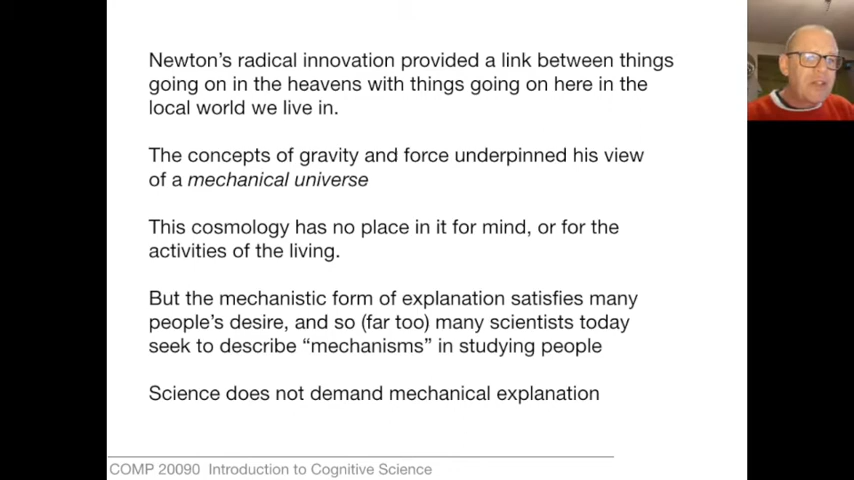 Newton’s radical innovation provided a link between things
going on in the heavens with things going on here in the
local world we live in.
The concepts of gravity and force underpinned his view
of a mechanical universe
This cosmology has no place in it for mind, or for the
activities of the living.
But the mechanistic form of explanation satisfies many
people’s desire, and so (far too) many scientists today
seek to describe “mechanisms” in studying people
Science does not demand mechanical explanation
COMP 20090 Introduction to Cognitive Science